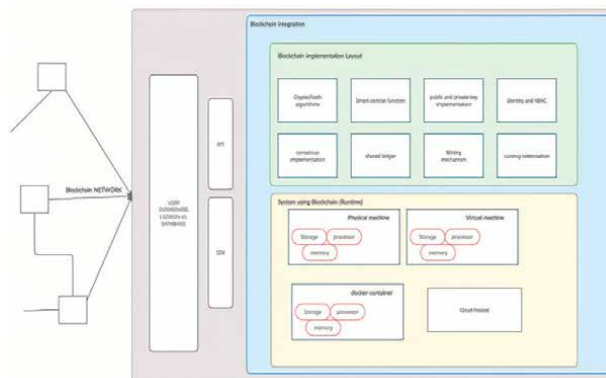 Blockchain Integration
Blockchain Implementation Layout
algorithms
Smart contract function
public and private key
implementation
identity and
consensus
implementation
shared ledger
Mining
mechanism
Blockchain NETWORK
USER
DATABASE
API
SDK
System using Blockchain (Runtime)
Physical machine
Storage
processor
memory
Virtual machine
Storage
processor
memory
docker container
Storage
processor
memory
Cloud hosted